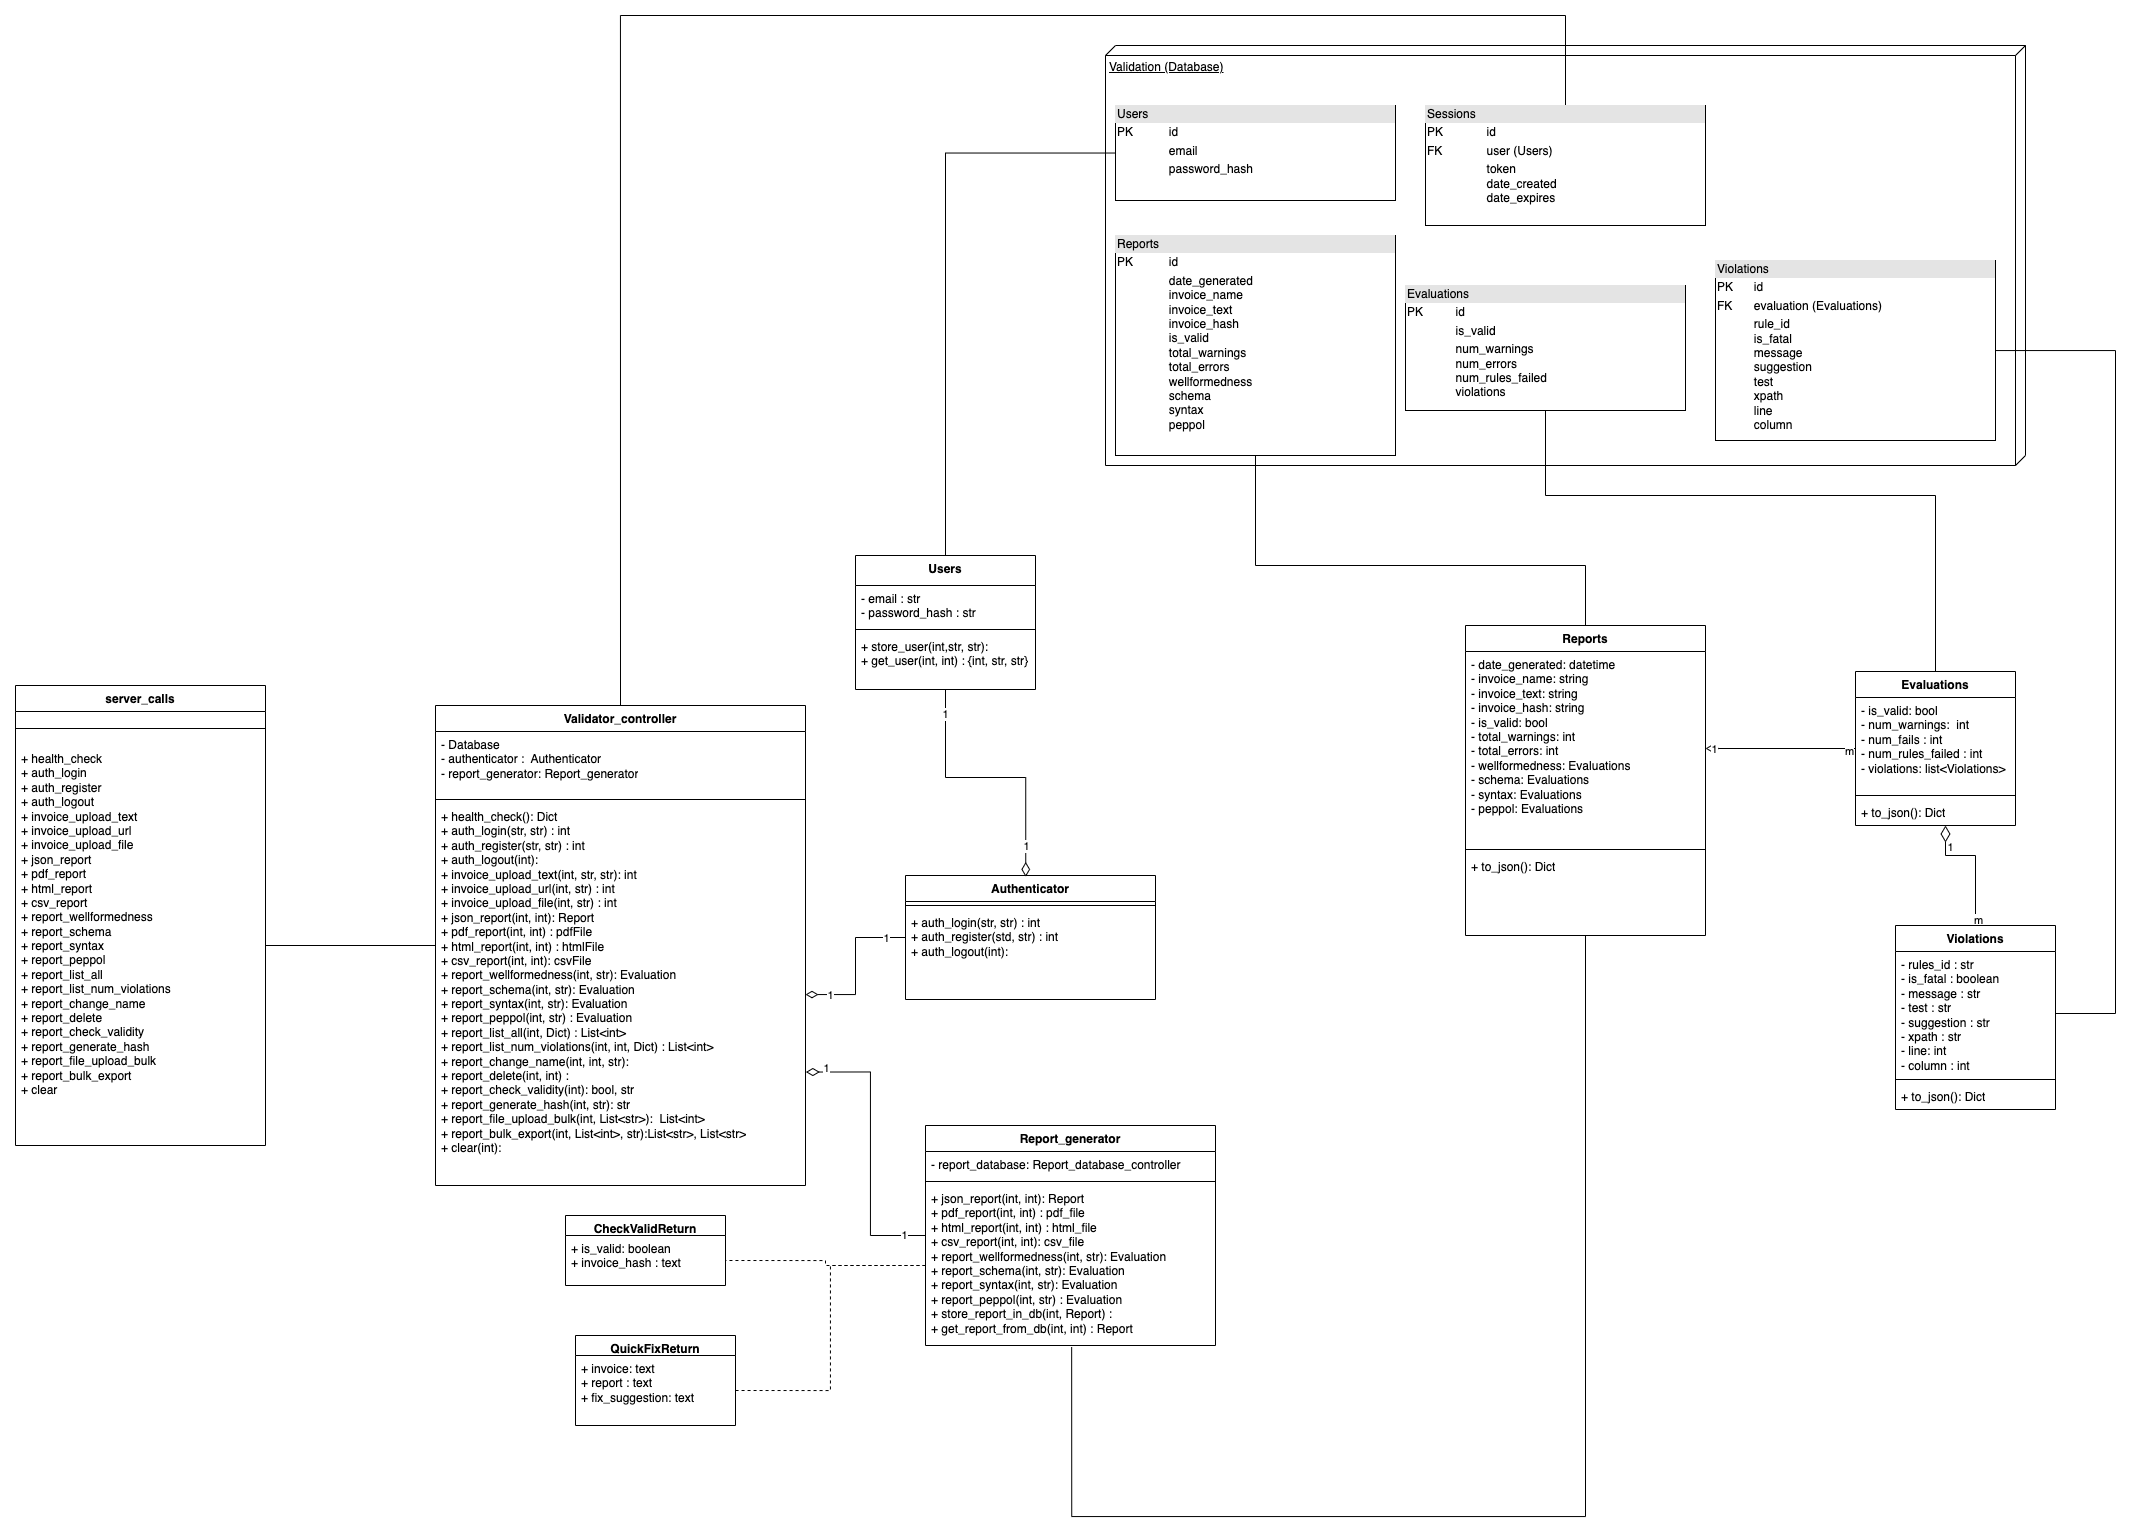 Validation (Database)
Users
PK id
email
password_hash
Sessions
PK id
FK user (Users)
token
date_created
date_expires
Reports
PK id
date_generated
invoice_name
invoice_text
invoice_hash
is_valid
total_warnings
total_errors
wellformedness
schema
syntax
peppol
Evaluations
PK id
is_valid
num_warnings
num_errors
num_rules_failed
violations
Violations
PK id
FK evaluation (Evaluations)
rule_id
is_fatal
message
suggestion
test
xpath
line
column
Users
- email : str
- password_hash : str
+ store_user(int,str, str):
+ get_user(int, int) : {int, str, str}
1
1
Reports
- date_generated: datetime
- invoice_name: string
- invoice_text: string
- invoice_hash: string
- is_valid: bool
- total_warnings: int
- total_errors: int
- wellformedness: Evaluations
- schema: Evaluations
- syntax: Evaluations
- peppol: Evaluations
+ to_json(): Dict
<1
m
Evaluations
- is_valid: bool
- num_warnings:  int
- num_fails : int
- num_rules_failed : int
- violations: list<Violations>
+ to_json(): Dict
1
m
Violations
- rules_id : str
- is_fatal : boolean
- message : str
- test : str
- suggestion : str
- xpath : str
- line: int
- column : int
+ to_json(): Dict
server_calls
+ health_check
+ auth_login
+ auth_register
+ auth_logout
+ invoice_upload_text
+ invoice_upload_url
+ invoice_upload_file
+ json_report
+ pdf_report
+ html_report
+ csv_report
+ report_wellformedness
+ report_schema
+ report_syntax
+ report_peppol
+ report_list_all
+ report_list_num_violations
+ report_change_name
+ report_delete
+ report_check_validity
+ report_generate_hash
+ report_file_upload_bulk
+ report_bulk_export
+ clear
Validator_controller
- Database
- authenticator :  Authenticator
- report_generator: Report_generator
+ health_check(): Dict
+ auth_login(str, str) : int
+ auth_register(str, str) : int
+ auth_logout(int):
+ invoice_upload_text(int, str, str): int
+ invoice_upload_url(int, str) : int
+ invoice_upload_file(int, str) : int
+ json_report(int, int): Report
+ pdf_report(int, int) : pdfFile
+ html_report(int, int) : htmlFile
+ csv_report(int, int): csvFile
+ report_wellformedness(int, str): Evaluation
+ report_schema(int, str): Evaluation
+ report_syntax(int, str): Evaluation
+ report_peppol(int, str) : Evaluation
+ report_list_all(int, Dict) : List<int>
+ report_list_num_violations(int, int, Dict) : List<int>
+ report_change_name(int, int, str):
+ report_delete(int, int) :
+ report_check_validity(int): bool, str
+ report_generate_hash(int, str): str
+ report_file_upload_bulk(int, List<str>):  List<int>
+ report_bulk_export(int, List<int>, str):List<str>, List<str>
+ clear(int):
1
1
Authenticator
+ auth_login(str, str) : int
+ auth_register(std, str) : int
+ auth_logout(int):
1
1
Report_generator
- report_database: Report_database_controller
+ json_report(int, int): Report
+ pdf_report(int, int) : pdf_file
+ html_report(int, int) : html_file
+ csv_report(int, int): csv_file
+ report_wellformedness(int, str): Evaluation
+ report_schema(int, str): Evaluation
+ report_syntax(int, str): Evaluation
+ report_peppol(int, str) : Evaluation
+ store_report_in_db(int, Report) :
+ get_report_from_db(int, int) : Report
CheckValidReturn
+ is_valid: boolean
+ invoice_hash : text
QuickFixReturn
+ invoice: text
+ report : text
+ fix_suggestion: text